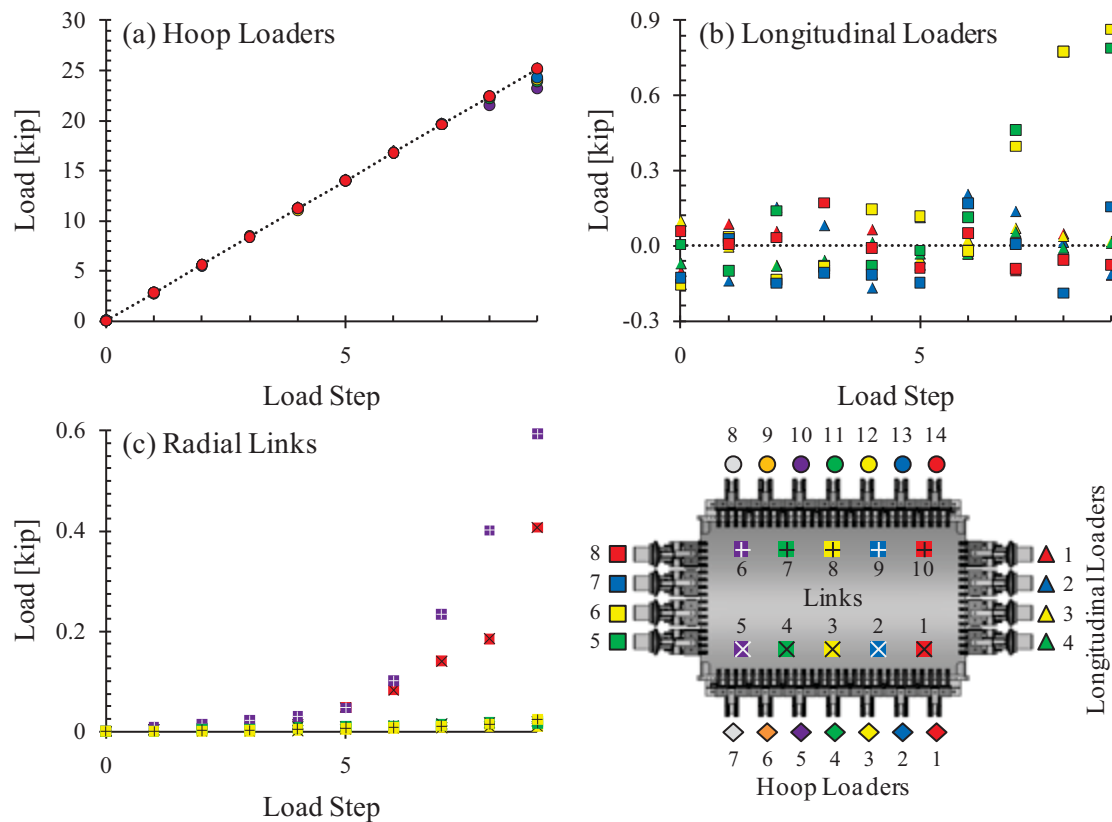 (a) Hoop Loaders
30
25
20
15
10
5
0
Load [kip]
0 5
Load Step
(b) Longitudinal Loaders
0.9
0.6
0.3
0.0
-0.3
Load [kip]
0 5
Load Step
(c) Radial Links
0.6
0.4
0.2
0
Load [kip]
0 5
Load Step
8 9 10 11 12 13 14
8
7
6
5
6 7 8 9 10
Links
5 4 3 2 1
1
2
3
4
Longitudinal Loaders
7 6 5 4 3 2 1
Hoop Loaders